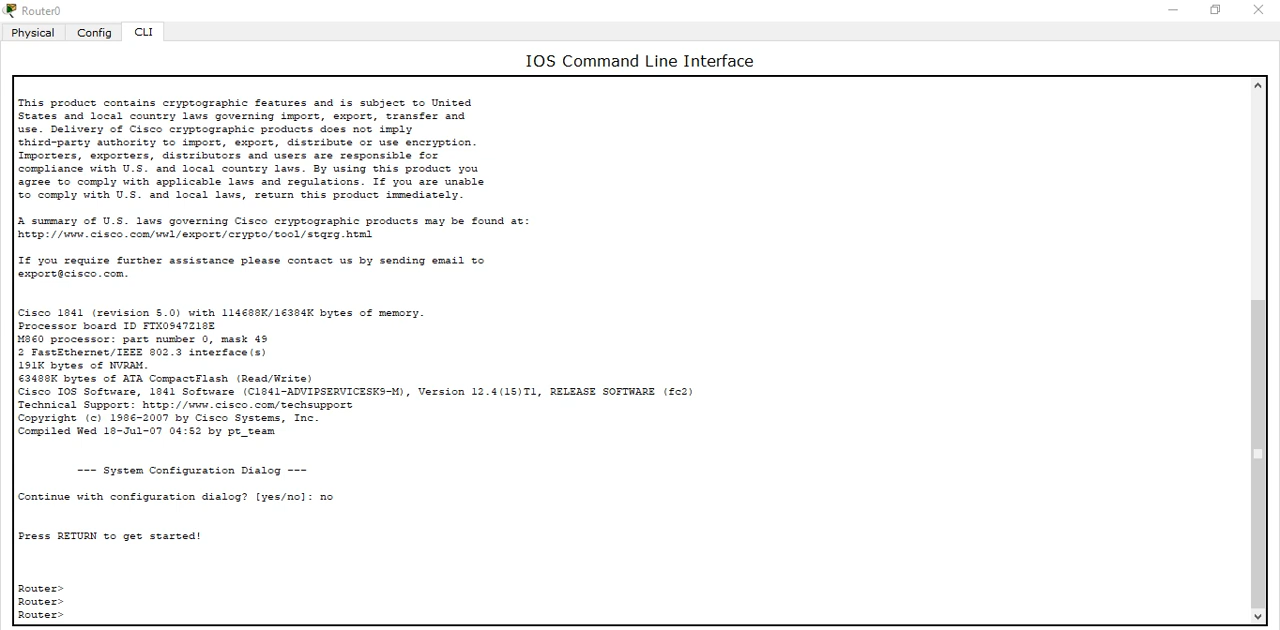 Router0
Physical Config CLI
IOS Command Line Interface
This product contains cryptographic features and is subject to United
States and local country laws governing import, export, transfer and
use. Delivery of Cisco cryptographic products does not imply
third-party authority to import, export, distribute or use encryption.
Importers, exporters, distributors and users are responsible for
compliance with U.S. and local country laws. By using this product you
agree to comply with applicable laws and regulations. If you are unable
to comply with U.S. and local laws, return this product immediately.
A summary of U.S. laws governing Cisco cryptographic products may be found at:
http://www.cisco.com/wwl/export/crypto/tool/stqrg.html
If you require further assistance please contact us by sending email to
export@cisco.com.
Cisco 1841 (revision 5.0) with 114688K/16384K bytes of memory.
Processor board ID FTX0947Z18E
M860 processor: part number 0, mask 49
2 FastEthernet/IEEE 802.3 interface(s)
191K bytes of NVRAM.
63488K bytes of ATA CompactFlash (Read/Write)
Cisco IOS Software, 1841 Software (C1841-ADVIPSERVICESK9-M), Version 12.4(15)T1, RELEASE SOFTWARE (fc2)
Technical Support: http://www.cisco.com/techsupport
Copyright (c) 1986-2007 by Cisco Systems, Inc.
Compiled Wed 18-Jul-07 04:52 by pt_team
--- System Configuration Dialog ---
Continue with configuration dialog? [yes/no]: no
Press RETURN to get started!
Router>
Router>
Router>